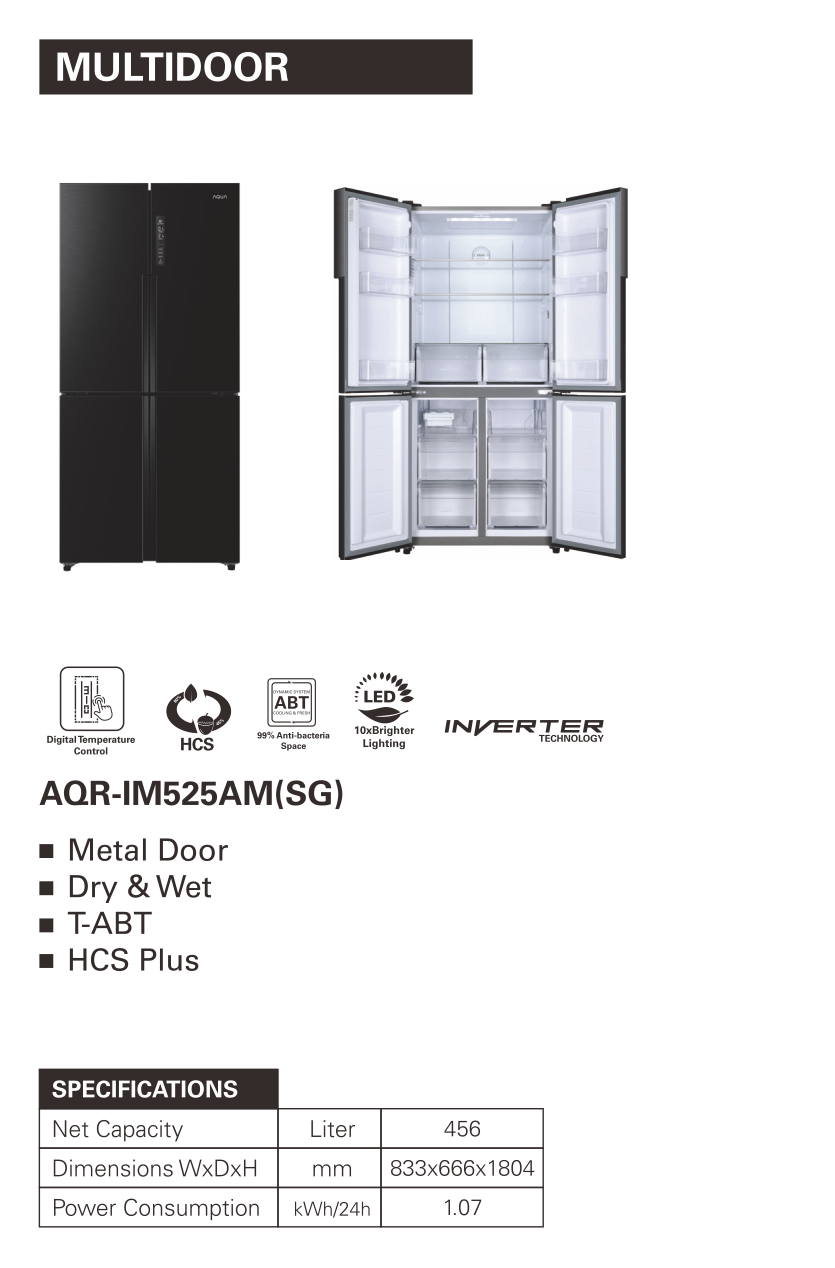 MULTIDOOR
AQUA
Digital Temperature
Control
HCS
DYNAMIC SYSTEM
ABT
COOLING & FRESH
99% Anti-bacteria
Space
LED
10xBrighter
Lighting
INVERTER
TECHNOLOGY
AQR-IM525AM(SG)
■ Metal Door
■ Dry & Wet
■ T-ABT
■ HCS Plus
SPECIFICATIONS
Net Capacity Liter 456
Dimensions WxDxH mm 833x666x1804
Power Consumption kWh/24h 1.07